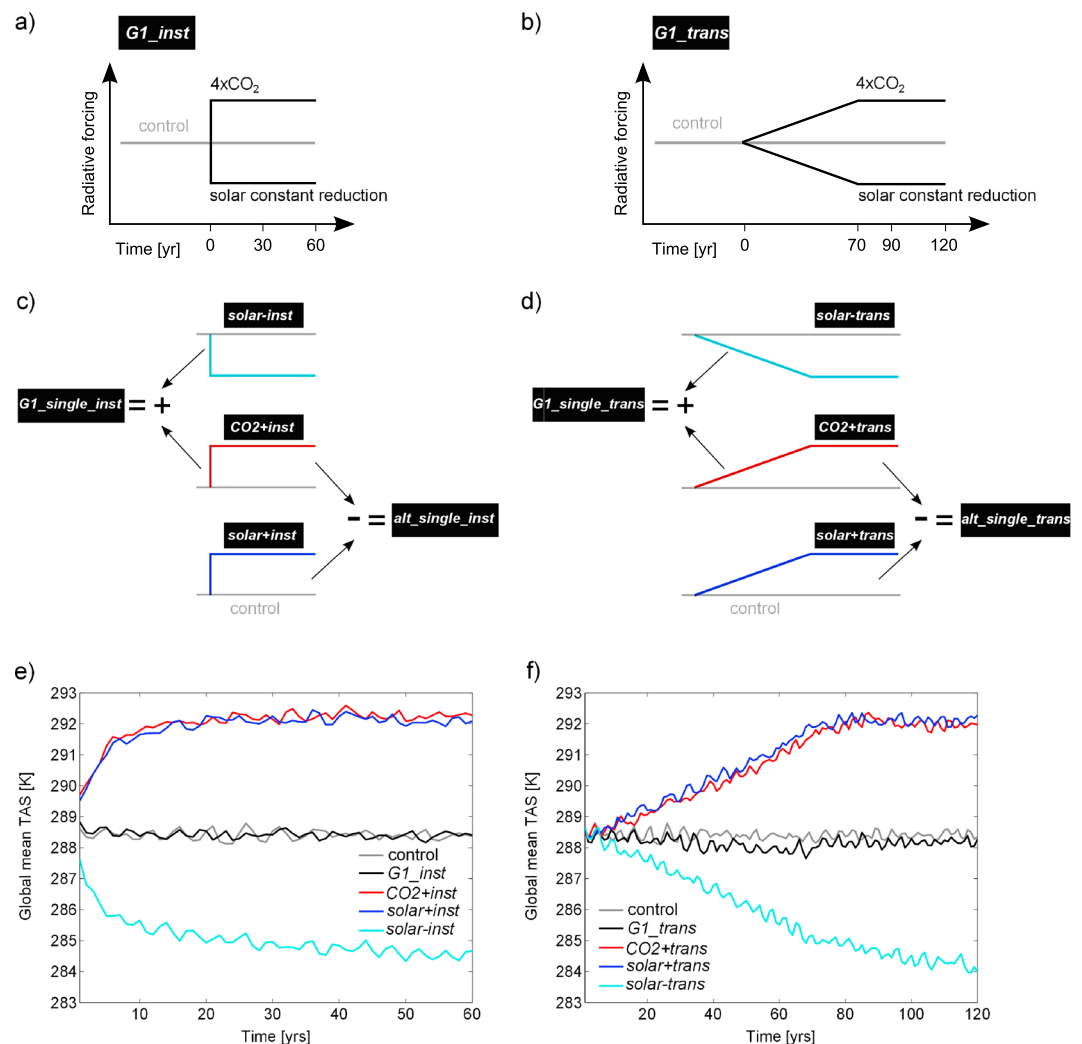 a)
G1_inst
4xCO2
control
Radiative forcing
solar constant reduction
Time [yr]
0
30
60
b)
G1_trans
4xCO2
control
Radiative forcing
solar constant reduction
Time [yr]
0
70
90
120
c)
solar-inst
G1_single_inst = +
CO2+inst
- = alt_single_inst
solar+inst
control
d)
solar-trans
G1_single_trans = +
CO2+trans
- = alt_single_trans
solar+trans
control
e)
293
292
291
290
289
288
287
286
285
284
283
Global mean TAS [K]
control
G1_inst
CO2+inst
solar+inst
solar-inst
10
20
30
40
50
60
Time [yrs]
f)
293
292
291
290
289
288
287
286
285
284
283
Global mean TAS [K]
control
G1_trans
CO2+trans
solar+trans
solar-trans
20
40
60
80
100
120
Time [yrs]